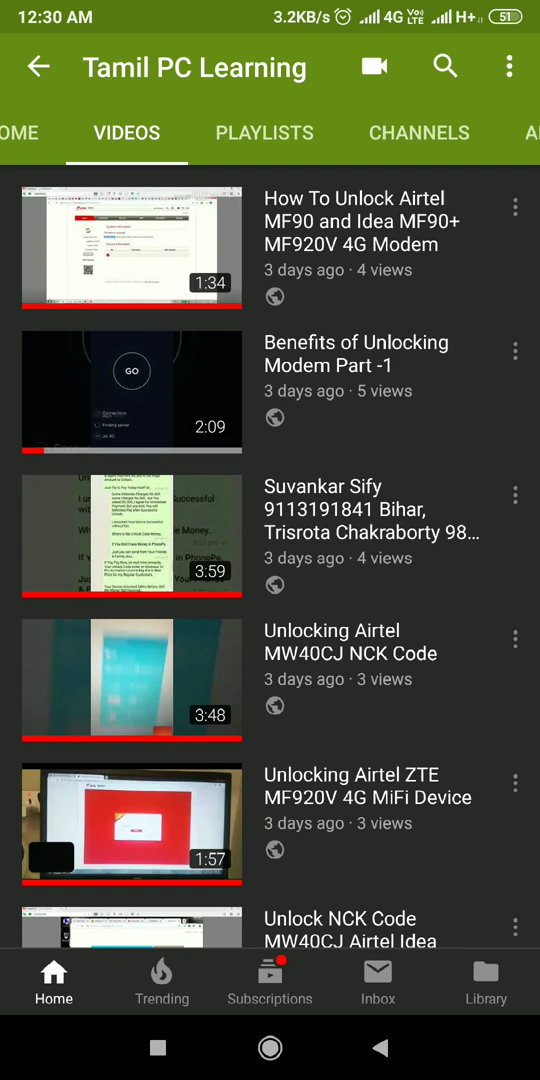 12:30 AM 3.2KB/s 4G Vo) LTE H+ 51
Tamil PC Learning
OME VIDEOS PLAYLISTS CHANNELS A
How To Unlock Airtel
MF90 and Idea MF90+
MF920V 4G Modem
3 days ago · 4 views
1:34
Benefits of Unlocking
Modem Part -1
3 days ago · 5 views
GO
2:09
Suvankar Sify
9113191841 Bihar,
Trisrota Chakraborty 98...
3 days ago · 4 views
3:59
Unlocking Airtel
MW40CJ NCK Code
3 days ago · 3 views
3:48
Unlocking Airtel ZTE
MF920V 4G MiFi Device
3 days ago · 3 views
1:57
Unlock NCK Code
MW40CJ Airtel Idea
Home Trending Subscriptions Inbox Library